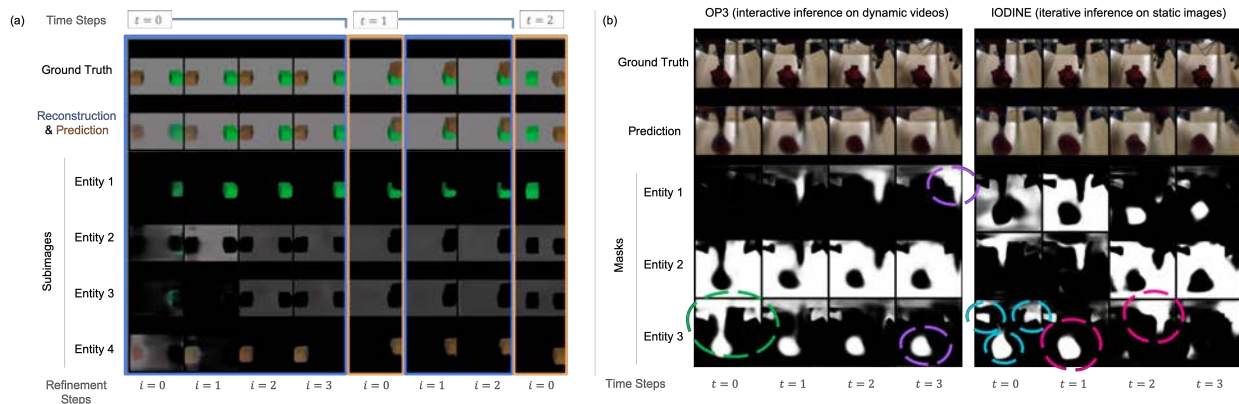 (a)
Time Steps
t = 0
t = 1
t = 2
Ground Truth
Reconstruction
& Prediction
Subimages
Entity 1
Entity 2
Entity 3
Entity 4
Refinement
Steps
i = 0 i = 1 i = 2 i = 3 i = 0 i = 1 i = 2 i = 0
(b)
OP3 (interactive inference on dynamic videos)
IODINE (iterative inference on static images)
Ground Truth
Prediction
Masks
Entity 1
Entity 2
Entity 3
Time Steps
t = 0 t = 1 t = 2 t = 3
t = 0 t = 1 t = 2 t = 3